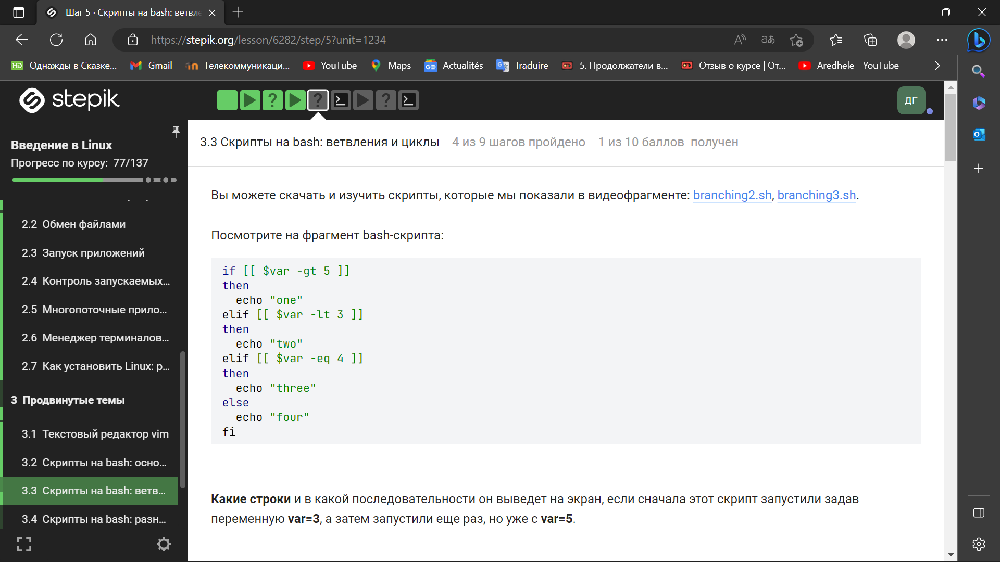 Шаг 5 · Скрипты на bash: ветвле
https://stepik.org/lesson/6282/step/5?unit=1234
Однажды в Сказке...
Gmail
Телекоммуникаци...
YouTube
Maps
Actualités
Traduire
5. Продолжатели в...
Отзыв о курсе | От...
Aredhele - YouTube
stepik
ДГ
Введение в Linux
Прогресс по курсу: 77/137
2.2 Обмен файлами
2.3 Запуск приложений
2.4 Контроль запускаемых...
2.5 Многопоточные прило...
2.6 Менеджер терминалов...
2.7 Как установить Linux: р...
3 Продвинутые темы
3.1 Текстовый редактор vim
3.2 Скрипты на bash: осно...
3.3 Скрипты на bash: ветв...
3.4 Скрипты на bash: разн...
3.3 Скрипты на bash: ветвления и циклы 4 из 9 шагов пройдено 1 из 10 баллов получен
Вы можете скачать и изучить скрипты, которые мы показали в видеофрагменте: branching2.sh, branching3.sh.
Посмотрите на фрагмент bash-скрипта:
if [[ $var -gt 5 ]]
then
echo "one"
elif [[ $var -lt 3 ]]
then
echo "two"
elif [[ $var -eq 4 ]]
then
echo "three"
else
echo "four"
fi
Какие строки и в какой последовательности он выведет на экран, если сначала этот скрипт запустили задав
переменную var=3, а затем запустили еще раз, но уже с var=5.